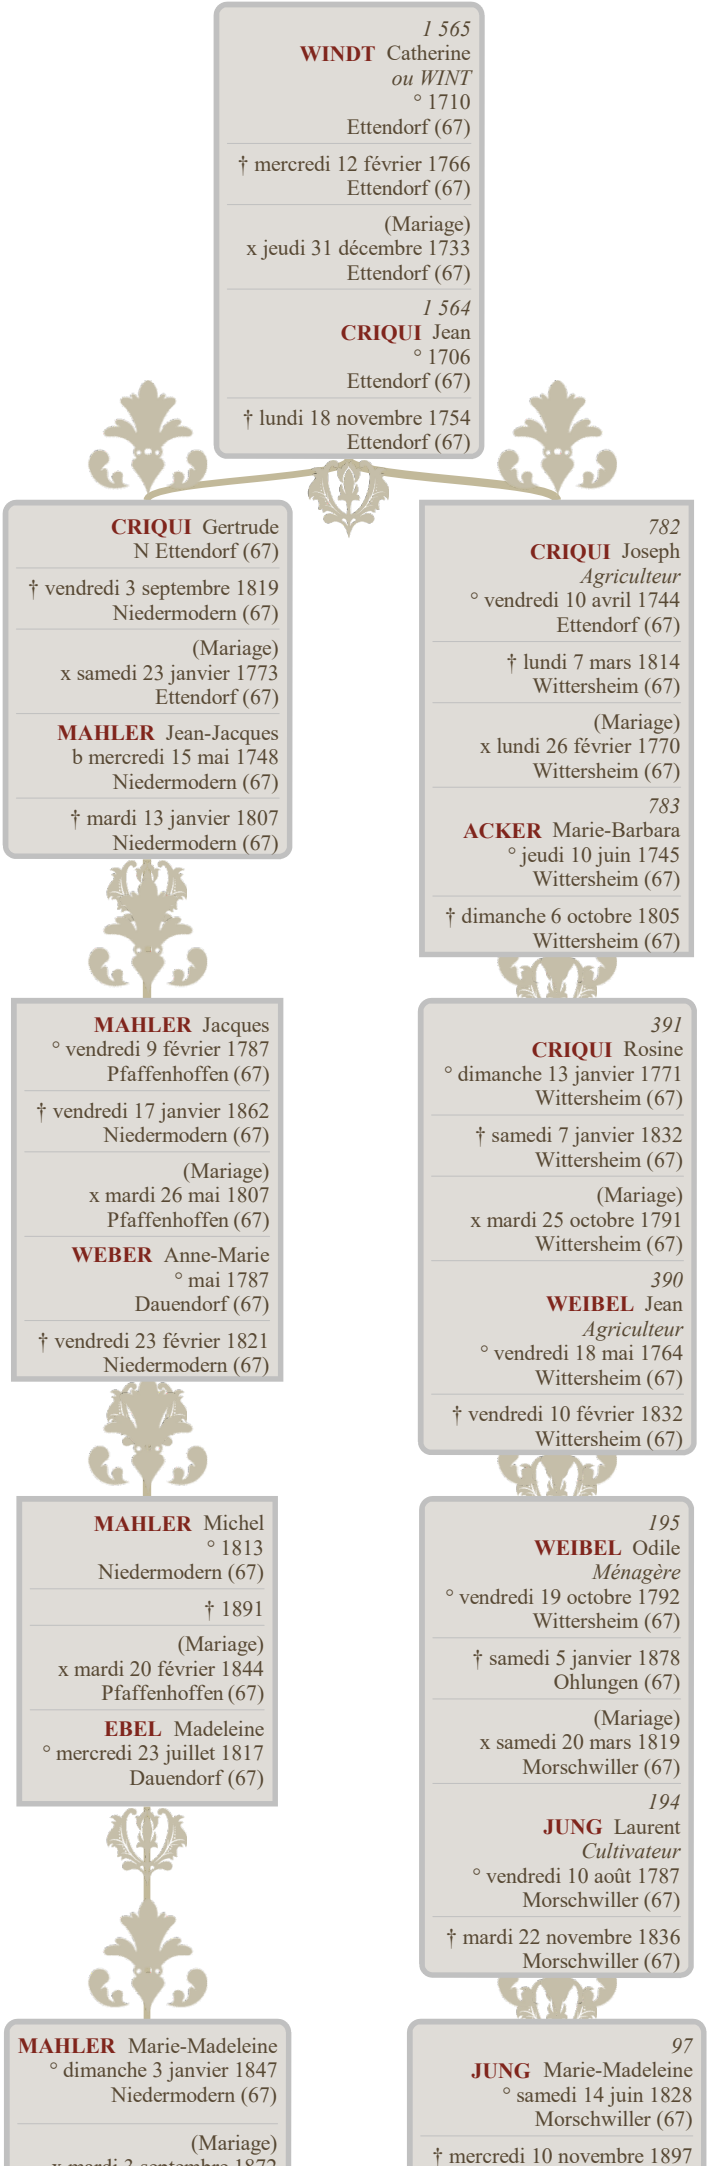 1 565
WINDT Catherine
ou WINT
° 1710
Ettendorf (67)
† mercredi 12 février 1766
Ettendorf (67)
(Mariage)
x jeudi 31 décembre 1733
Ettendorf (67)
1 564
CRIQUI Jean
° 1706
Ettendorf (67)
† lundi 18 novembre 1754
Ettendorf (67)
CRIQUI Gertrude
N Ettendorf (67)
† vendredi 3 septembre 1819
Niedermodern (67)
(Mariage)
x samedi 23 janvier 1773
Ettendorf (67)
MAHLER Jean-Jacques
b mercredi 15 mai 1748
Niedermodern (67)
† mardi 13 janvier 1807
Niedermodern (67)
782
CRIQUI Joseph
Agriculteur
° vendredi 10 avril 1744
Ettendorf (67)
† lundi 7 mars 1814
Wittersheim (67)
(Mariage)
x lundi 26 février 1770
Wittersheim (67)
783
ACKER Marie-Barbara
° jeudi 10 juin 1745
Wittersheim (67)
† dimanche 6 octobre 1805
Wittersheim (67)
MAHLER Jacques
° vendredi 9 février 1787
Pfaffenhoffen (67)
† vendredi 17 janvier 1862
Niedermodern (67)
(Mariage)
x mardi 26 mai 1807
Pfaffenhoffen (67)
WEBER Anne-Marie
° mai 1787
Dauendorf (67)
† vendredi 23 février 1821
Niedermodern (67)
391
CRIQUI Rosine
° dimanche 13 janvier 1771
Wittersheim (67)
† samedi 7 janvier 1832
Wittersheim (67)
(Mariage)
x mardi 25 octobre 1791
Wittersheim (67)
390
WEIBEL Jean
Agriculteur
° vendredi 18 mai 1764
Wittersheim (67)
† vendredi 10 février 1832
Wittersheim (67)
MAHLER Michel
° 1813
Niedermodern (67)
† 1891
(Mariage)
x mardi 20 février 1844
Pfaffenhoffen (67)
EBEL Madeleine
° mercredi 23 juillet 1817
Dauendorf (67)
195
WEIBEL Odile
Ménagère
° vendredi 19 octobre 1792
Wittersheim (67)
† samedi 5 janvier 1878
Ohlungen (67)
(Mariage)
x samedi 20 mars 1819
Morschwiller (67)
194
JUNG Laurent
Cultivateur
° vendredi 10 août 1787
Morschwiller (67)
† mardi 22 novembre 1836
Morschwiller (67)
MAHLER Marie-Madeleine
° dimanche 3 janvier 1847
Niedermodern (67)
(Mariage)
x mardi 3 septembre 1872
97
JUNG Marie-Madeleine
° samedi 14 juin 1828
Morschwiller (67)
† mercredi 10 novembre 1897